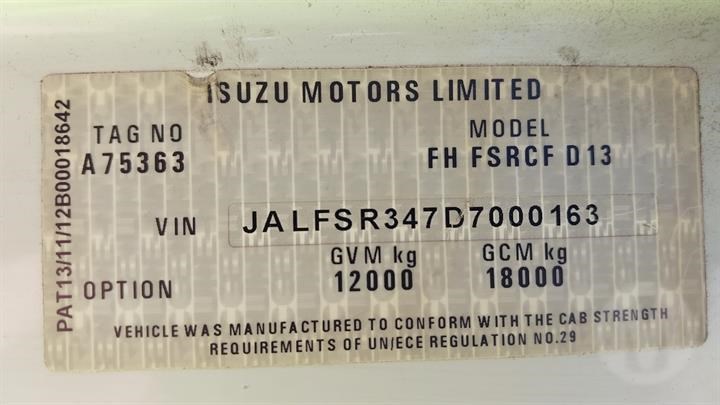 ISUZU MOTORS LIMITED
TAG NO
A75363
MODEL
FH FSRCF D13
VIN
JALFSR347D7000163
GVM kg
12000
GCM kg
18000
OPTION
VEHICLE WAS MANUFACTURED TO CONFORM WITH THE CAB STRENGTH
REQUIREMENTS OF UN/ECE REGULATION NO.29
PAT13/11/12B00018642